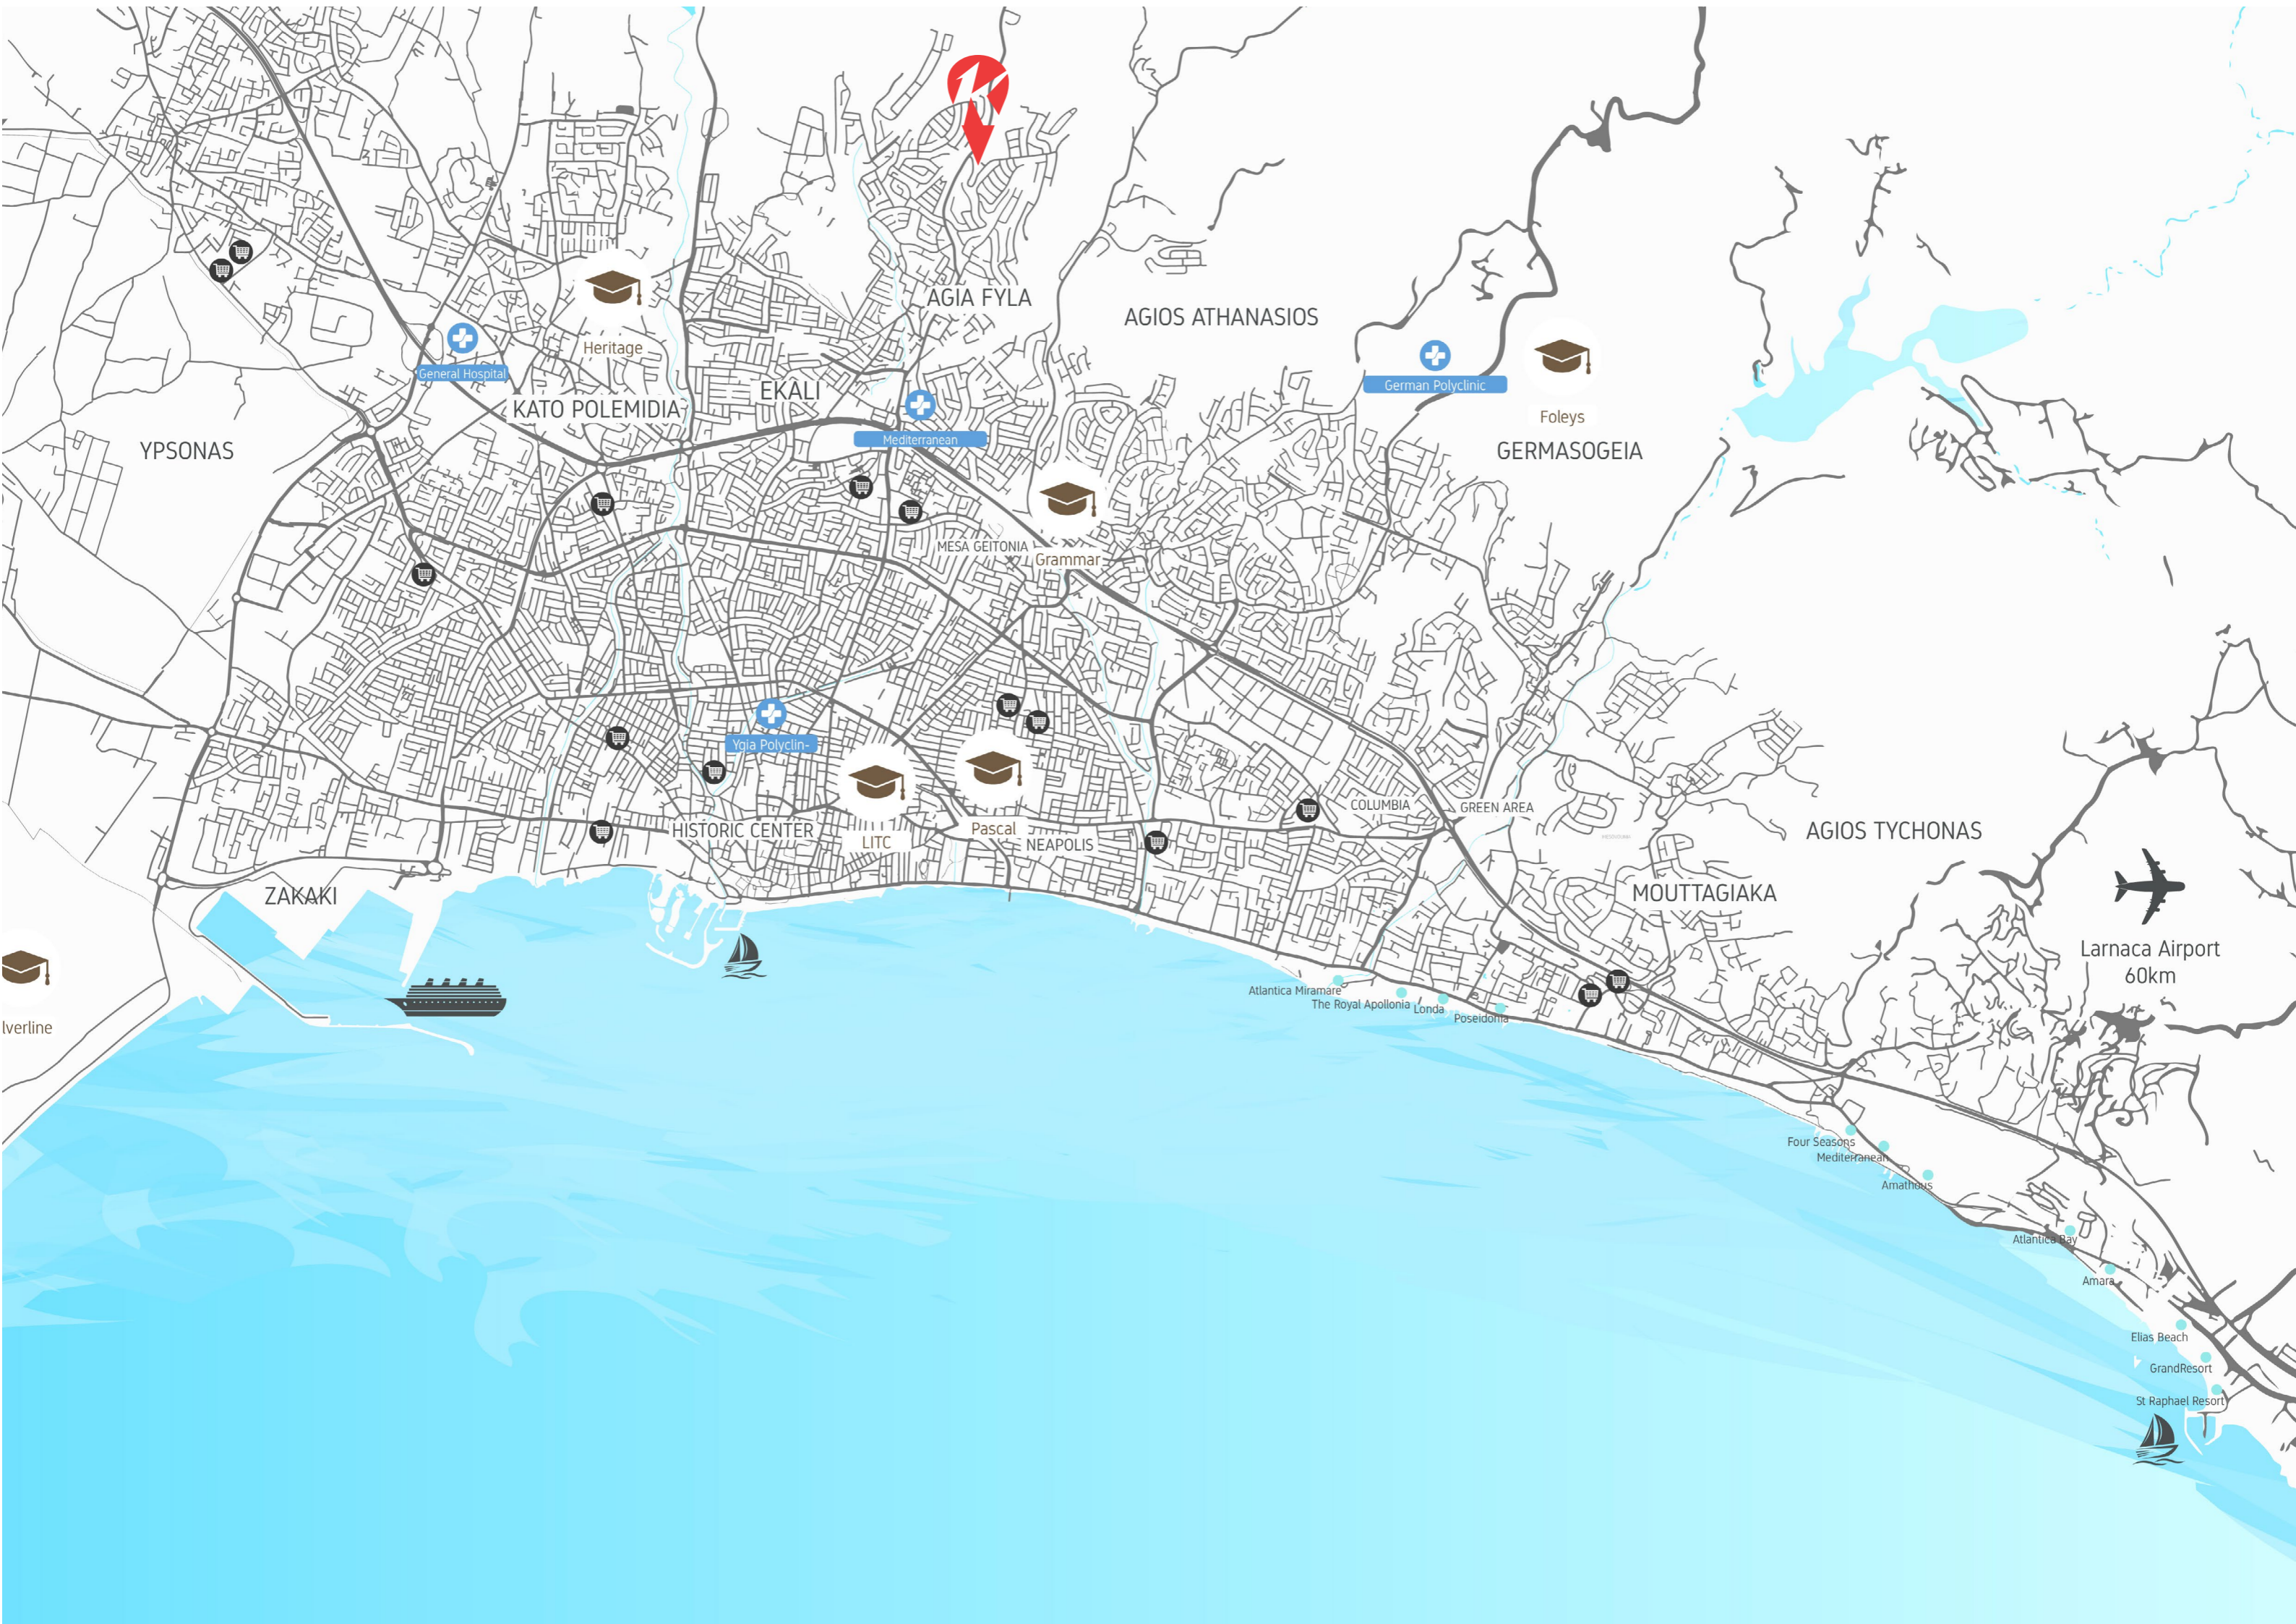 AGIA FYLA
AGIOS ATHANASIOS
Heritage
General Hospital
German Polyclinic
EKALI
KATO POLEMIDIA
Foleys
Mediterranean
YPSONAS
GERMASOGEIA
MESA GEITONIA
Grammar
Ygia Polyclin-
COLUMBIA
GREEN AREA
HISTORIC CENTER
Pascal
LITC
NEAPOLIS
AGIOS TYCHONAS
ZAKAKI
MOUTTAGIAKA
Larnaca Airport
60km
lverline
Atlantica Miramare
The Royal Apollonia
Londa
Poseidonia
Four Seasons
Mediterranean
Amathus
Atlantica Bay
Amara
Elias Beach
GrandResort
St Raphael Resort